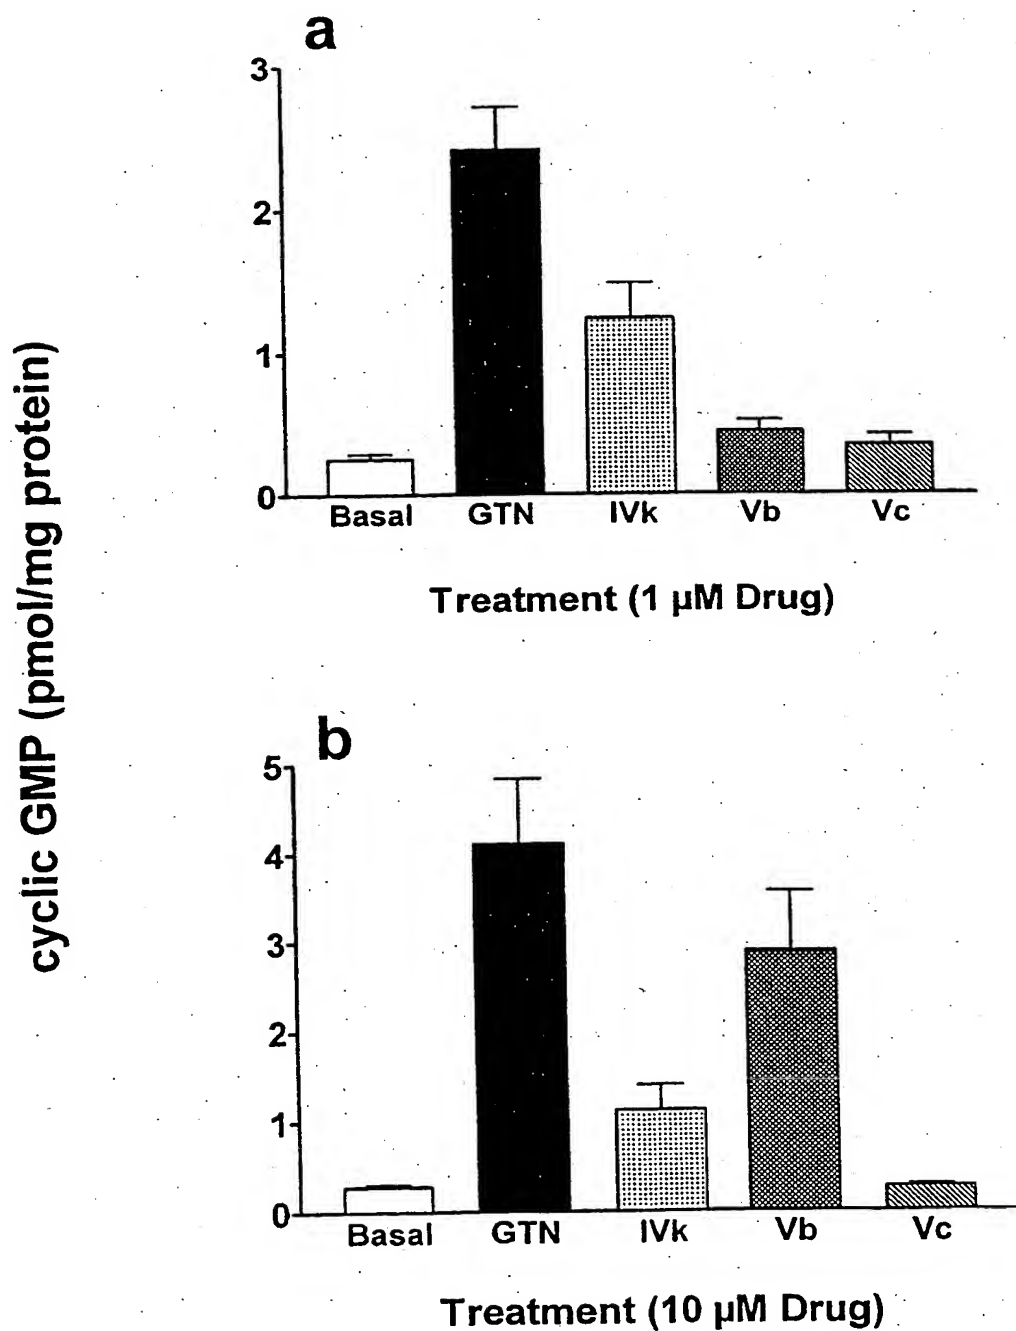 a
cyclic GMP (pmol/mg protein)
3
2
1
0
Basal GTN IVk Vb Vc
Treatment (1 µM Drug)
b
5
4
3
2
1
0
Basal GTN IVk Vb Vc
Treatment (10 µM Drug)